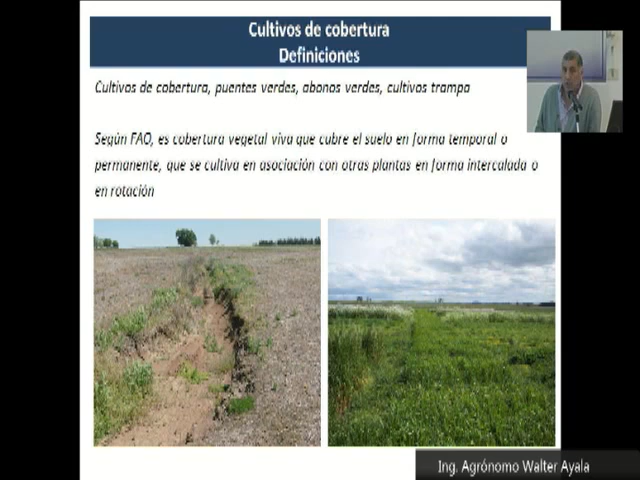 Cultivos de cobertura
Definiciones
Cultivos de cobertura, puentes verdes, abonos verdes, cultivos trampa
Según FAO, es cobertura vegetal viva que cubre el suelo en forma temporal o
permanente, que se cultiva en asociación con otras plantas en forma intercalada o
en rotación
Ing. Agrónomo Walter Ayala